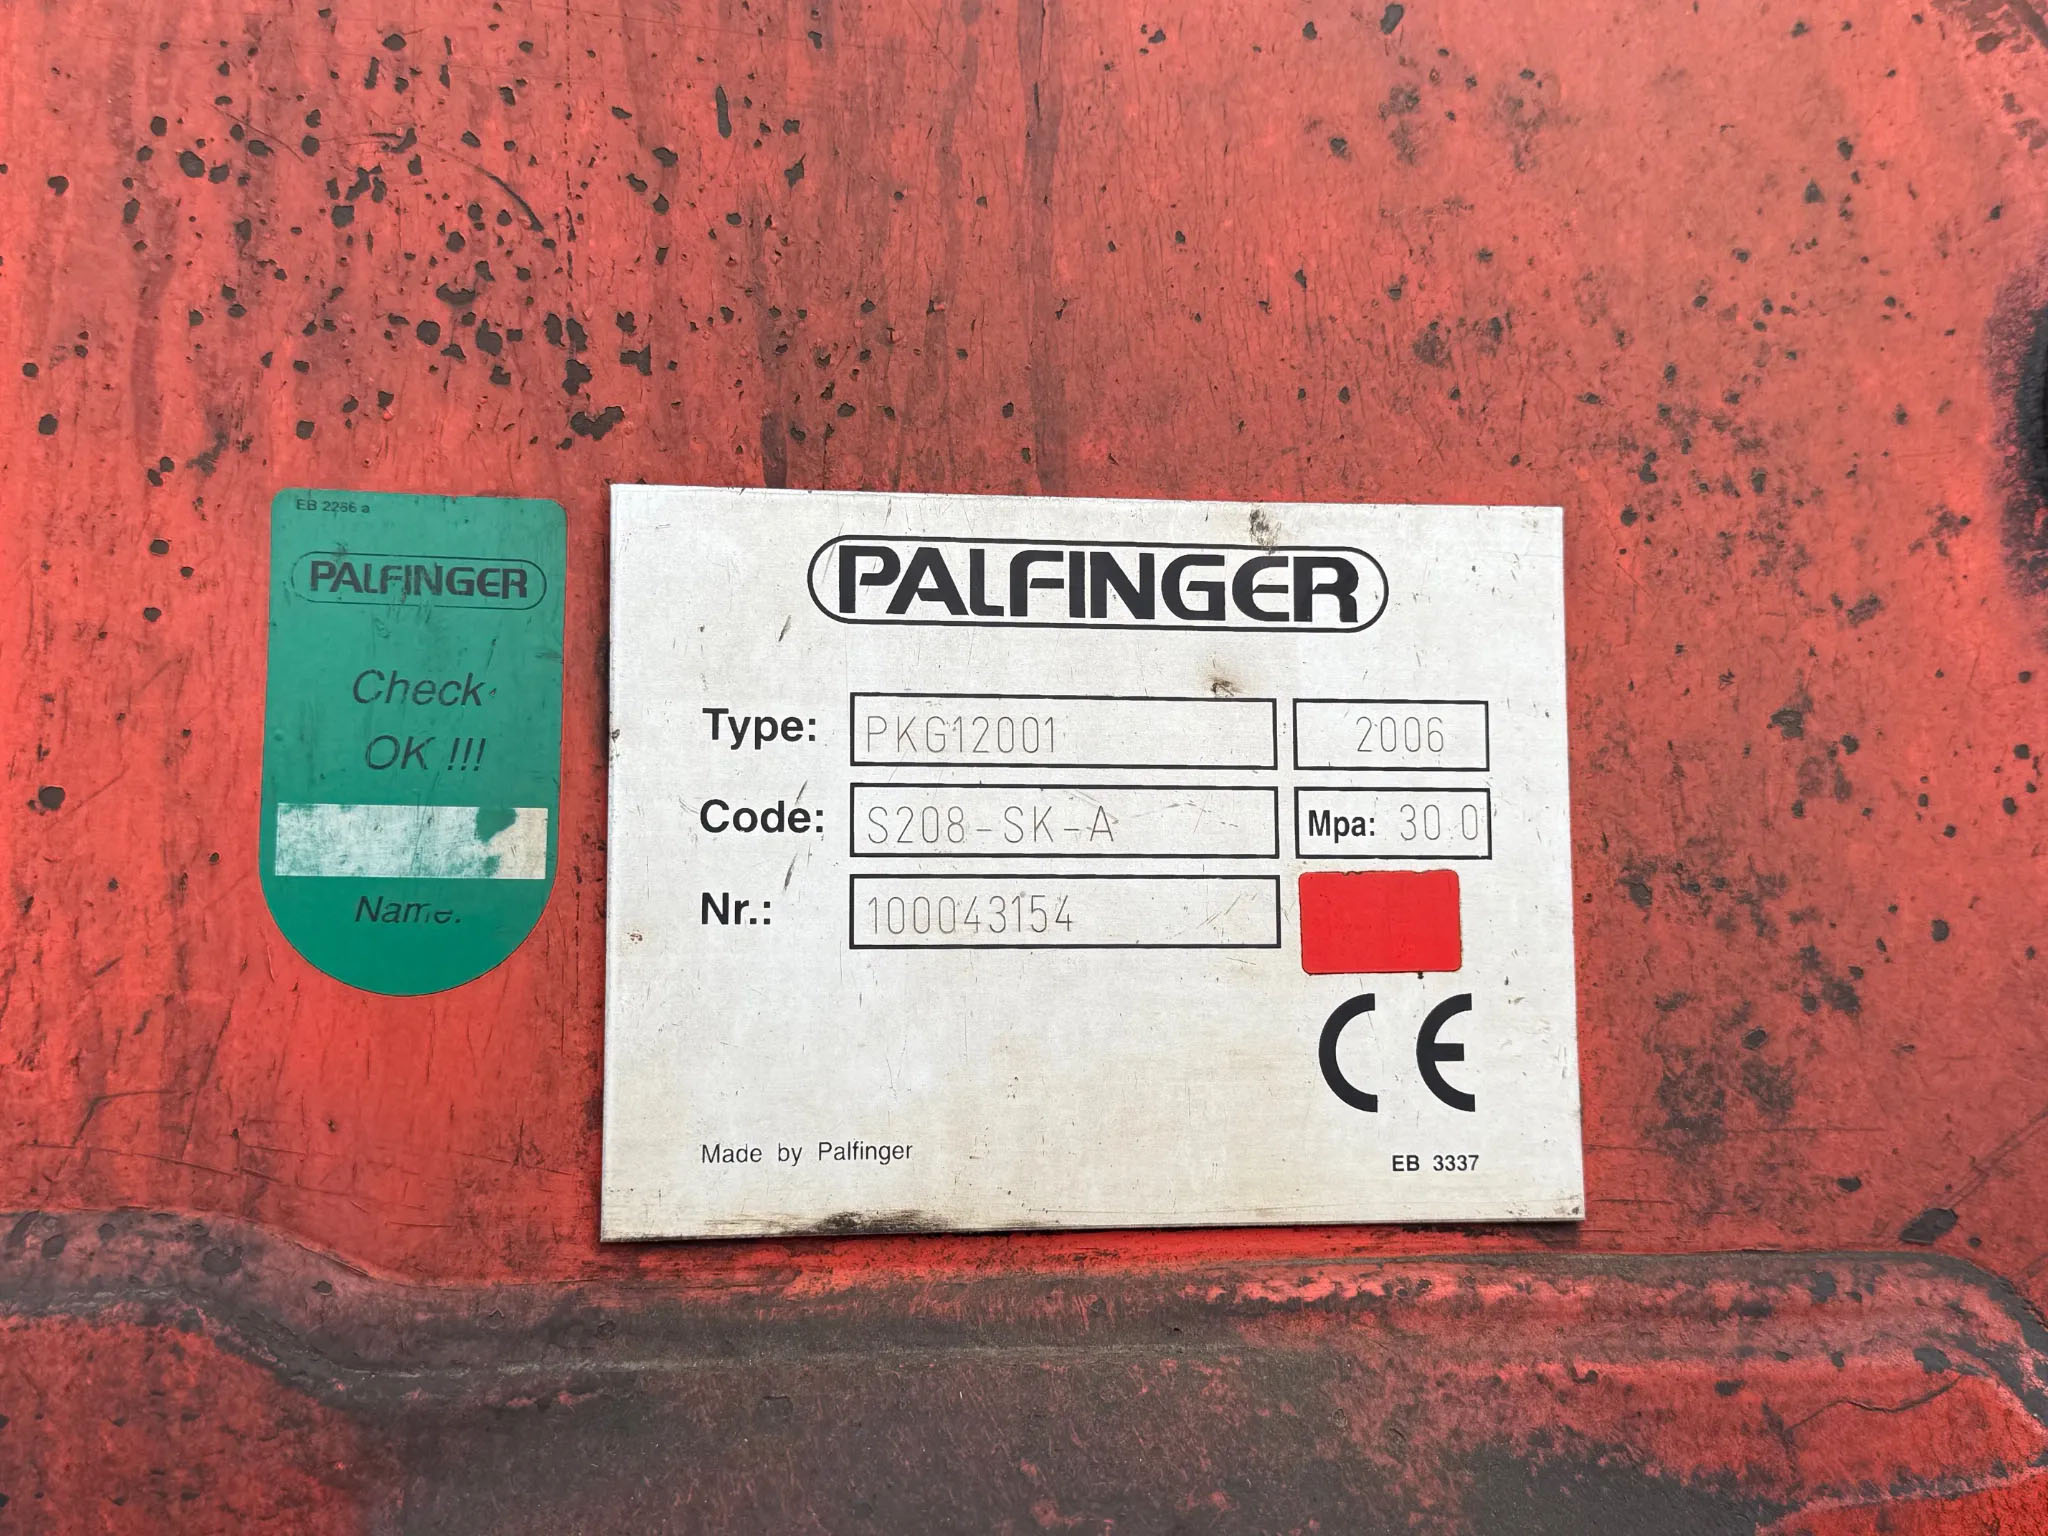 EB 2266 a
PALFINGER
Check
OK !!!
Name:
PALFINGER
Type: PKG12001 2006
Code: S208-SK-A Mpa: 30.0
Nr.: 100043154
CE
Made by Palfinger EB 3337